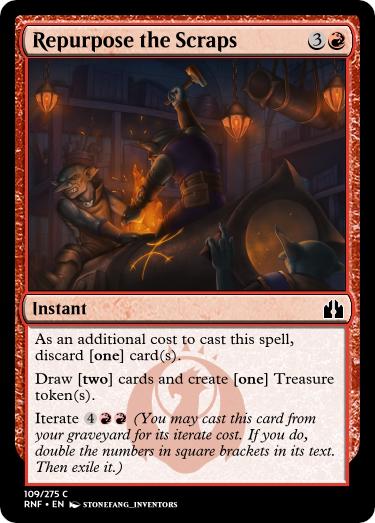 Repurpose the Scraps 3
Instant
As an additional cost to cast this spell,
discard [one] card(s).
Draw [two] cards and create [one] Treasure
token(s).
Iterate 4 (You may cast this card from
your graveyard for its iterate cost. If you do,
double the numbers in square brackets in its text.
Then exile it.)
109/275 C
RNF • EN STONEFANG_INVENTORS